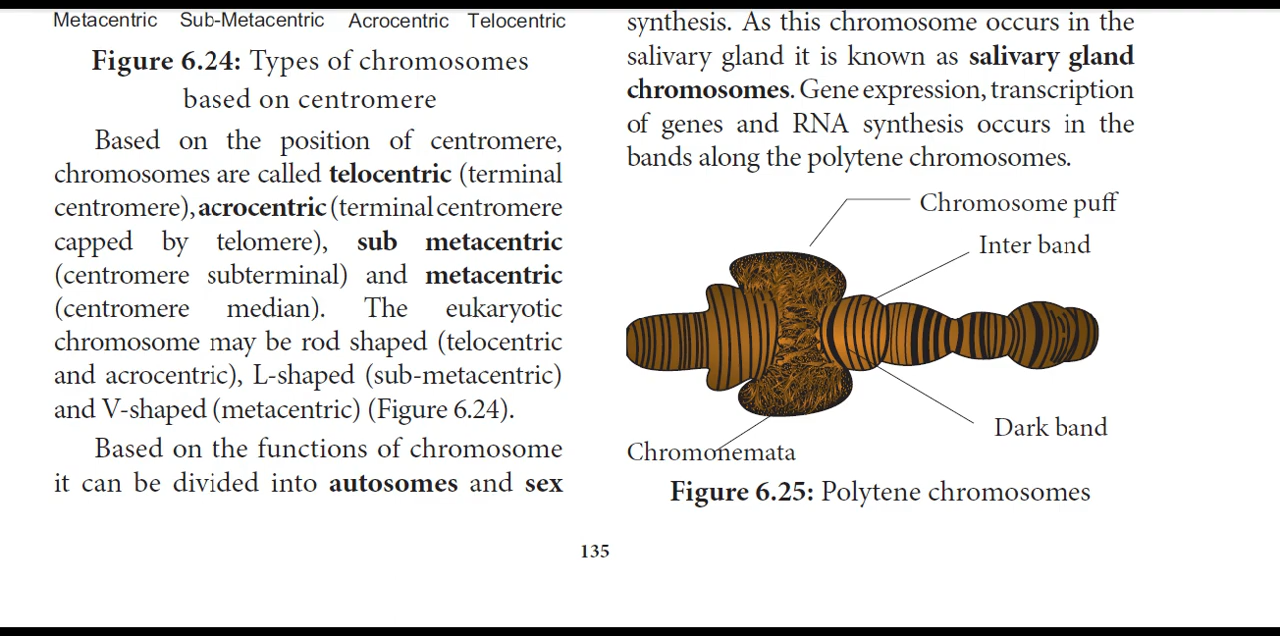 Metacentric Sub-Metacentric Acrocentric Telocentric
Figure 6.24: Types of chromosomes
based on centromere
Based on the position of centromere,
chromosomes are called telocentric (terminal
centromere), acrocentric (terminal centromere
capped by telomere), sub metacentric
(centromere subterminal) and metacentric
(centromere median). The eukaryotic
chromosome may be rod shaped (telocentric
and acrocentric), L-shaped (sub-metacentric)
and V-shaped (metacentric) (Figure 6.24).
Based on the functions of chromosome
it can be divided into autosomes and sex
synthesis. As this chromosome occurs in the
salivary gland it is known as salivary gland
chromosomes. Gene expression, transcription
of genes and RNA synthesis occurs in the
bands along the polytene chromosomes.
Chromosome puff
Inter band
Dark band
Chromonemata
Figure 6.25: Polytene chromosomes
135